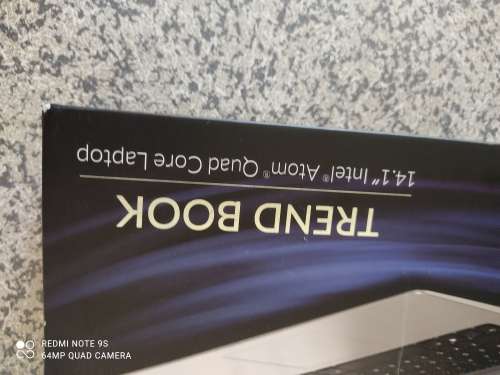 TREND BOOK
14.1" Intel® Atom® Quad Core Laptop
REDMI NOTE 9S
64MP QUAD CAMERA